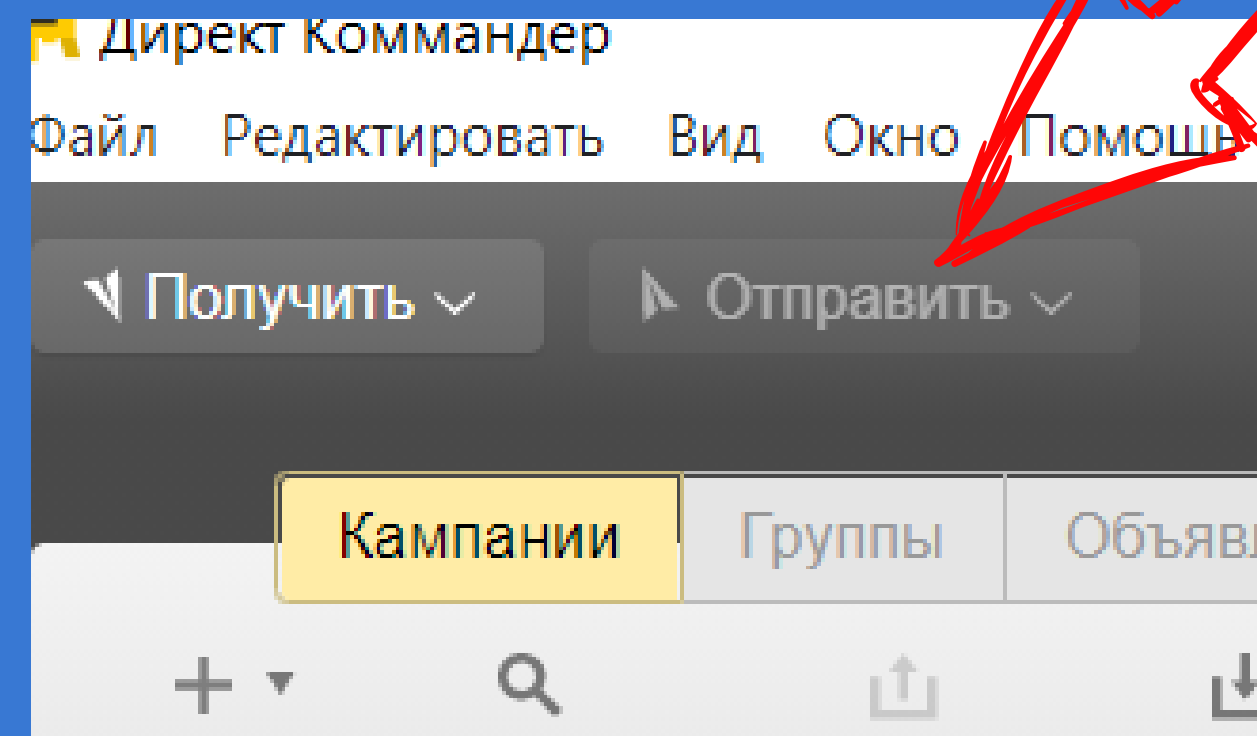 Директ Коммандер
Файл Редактировать Вид Окно
Получить Отправить
Кампании Группы